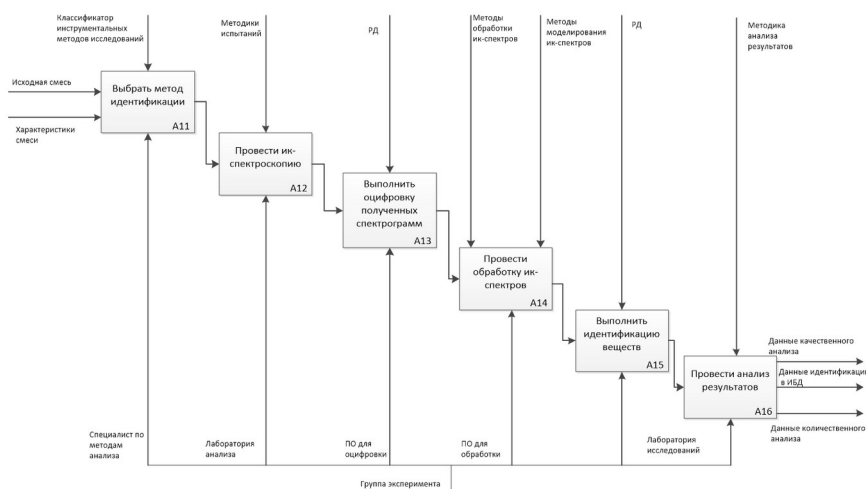 Классификатор
инструментальных
методов исследований
Методики
испытаний
РД
Методы
обработки
ик-спектров
Методы
моделирования
ик-спектров
РД
Методика
анализа
результатов
Исходная смесь
Характеристики
смеси
Выбрать метод
идентификации
A11
Провести ик-
спектроскопию
A12
Выполнить
оцифровку
полученных
спектрограмм
A13
Провести
обработку ик-
спектров
A14
Выполнить
идентификацию
веществ
A15
Провести анализ
результатов
A16
Данные качественного
анализа
Данные идентификаци
в ИБД
Данные количественного
анализа
Специалист по
методам
анализа
Лаборатория
анализа
ПО для
оцифровки
ПО для
обработки
Лаборатория
исследований
Группа эксперимента